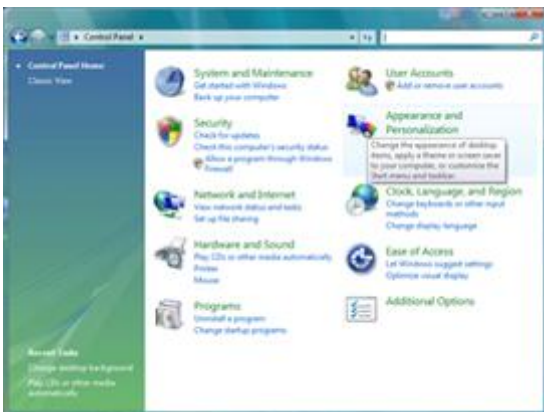 Control Panel
Control Panel Home
Classic View
System and Maintenance
Get started with Windows
Back up your computer
Security
Check for updates
Check this computer's security status
Allow a program through Windows
Firewall
Network and Internet
View network status and tasks
Set up file sharing
Hardware and Sound
Play CDs or other media automatically
Printer
Mouse
Programs
Uninstall a program
Change startup programs
User Accounts
Add or remove user accounts
Appearance and
Personalization
Change the appearance of desktop
items, apply a theme or screen saver
to your computer, or customize the
Start menu and taskbar.
Clock, Language, and Region
Change keyboards or other input
methods
Change display language
Ease of Access
Let Windows suggest settings
Optimize visual display
Additional Options
Recent Tasks
Change desktop background
Play CDs or other media
automatically